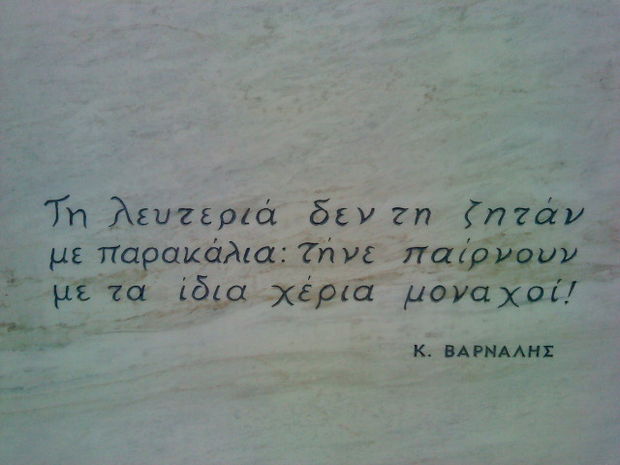 Τη λευτεριά δεν τη ζητάν
με παρακάλια: τήνε παίρνουν
με τα ίδια χέρια μοναχοί!
Κ. ΒΑΡΝΑΛΗΣ